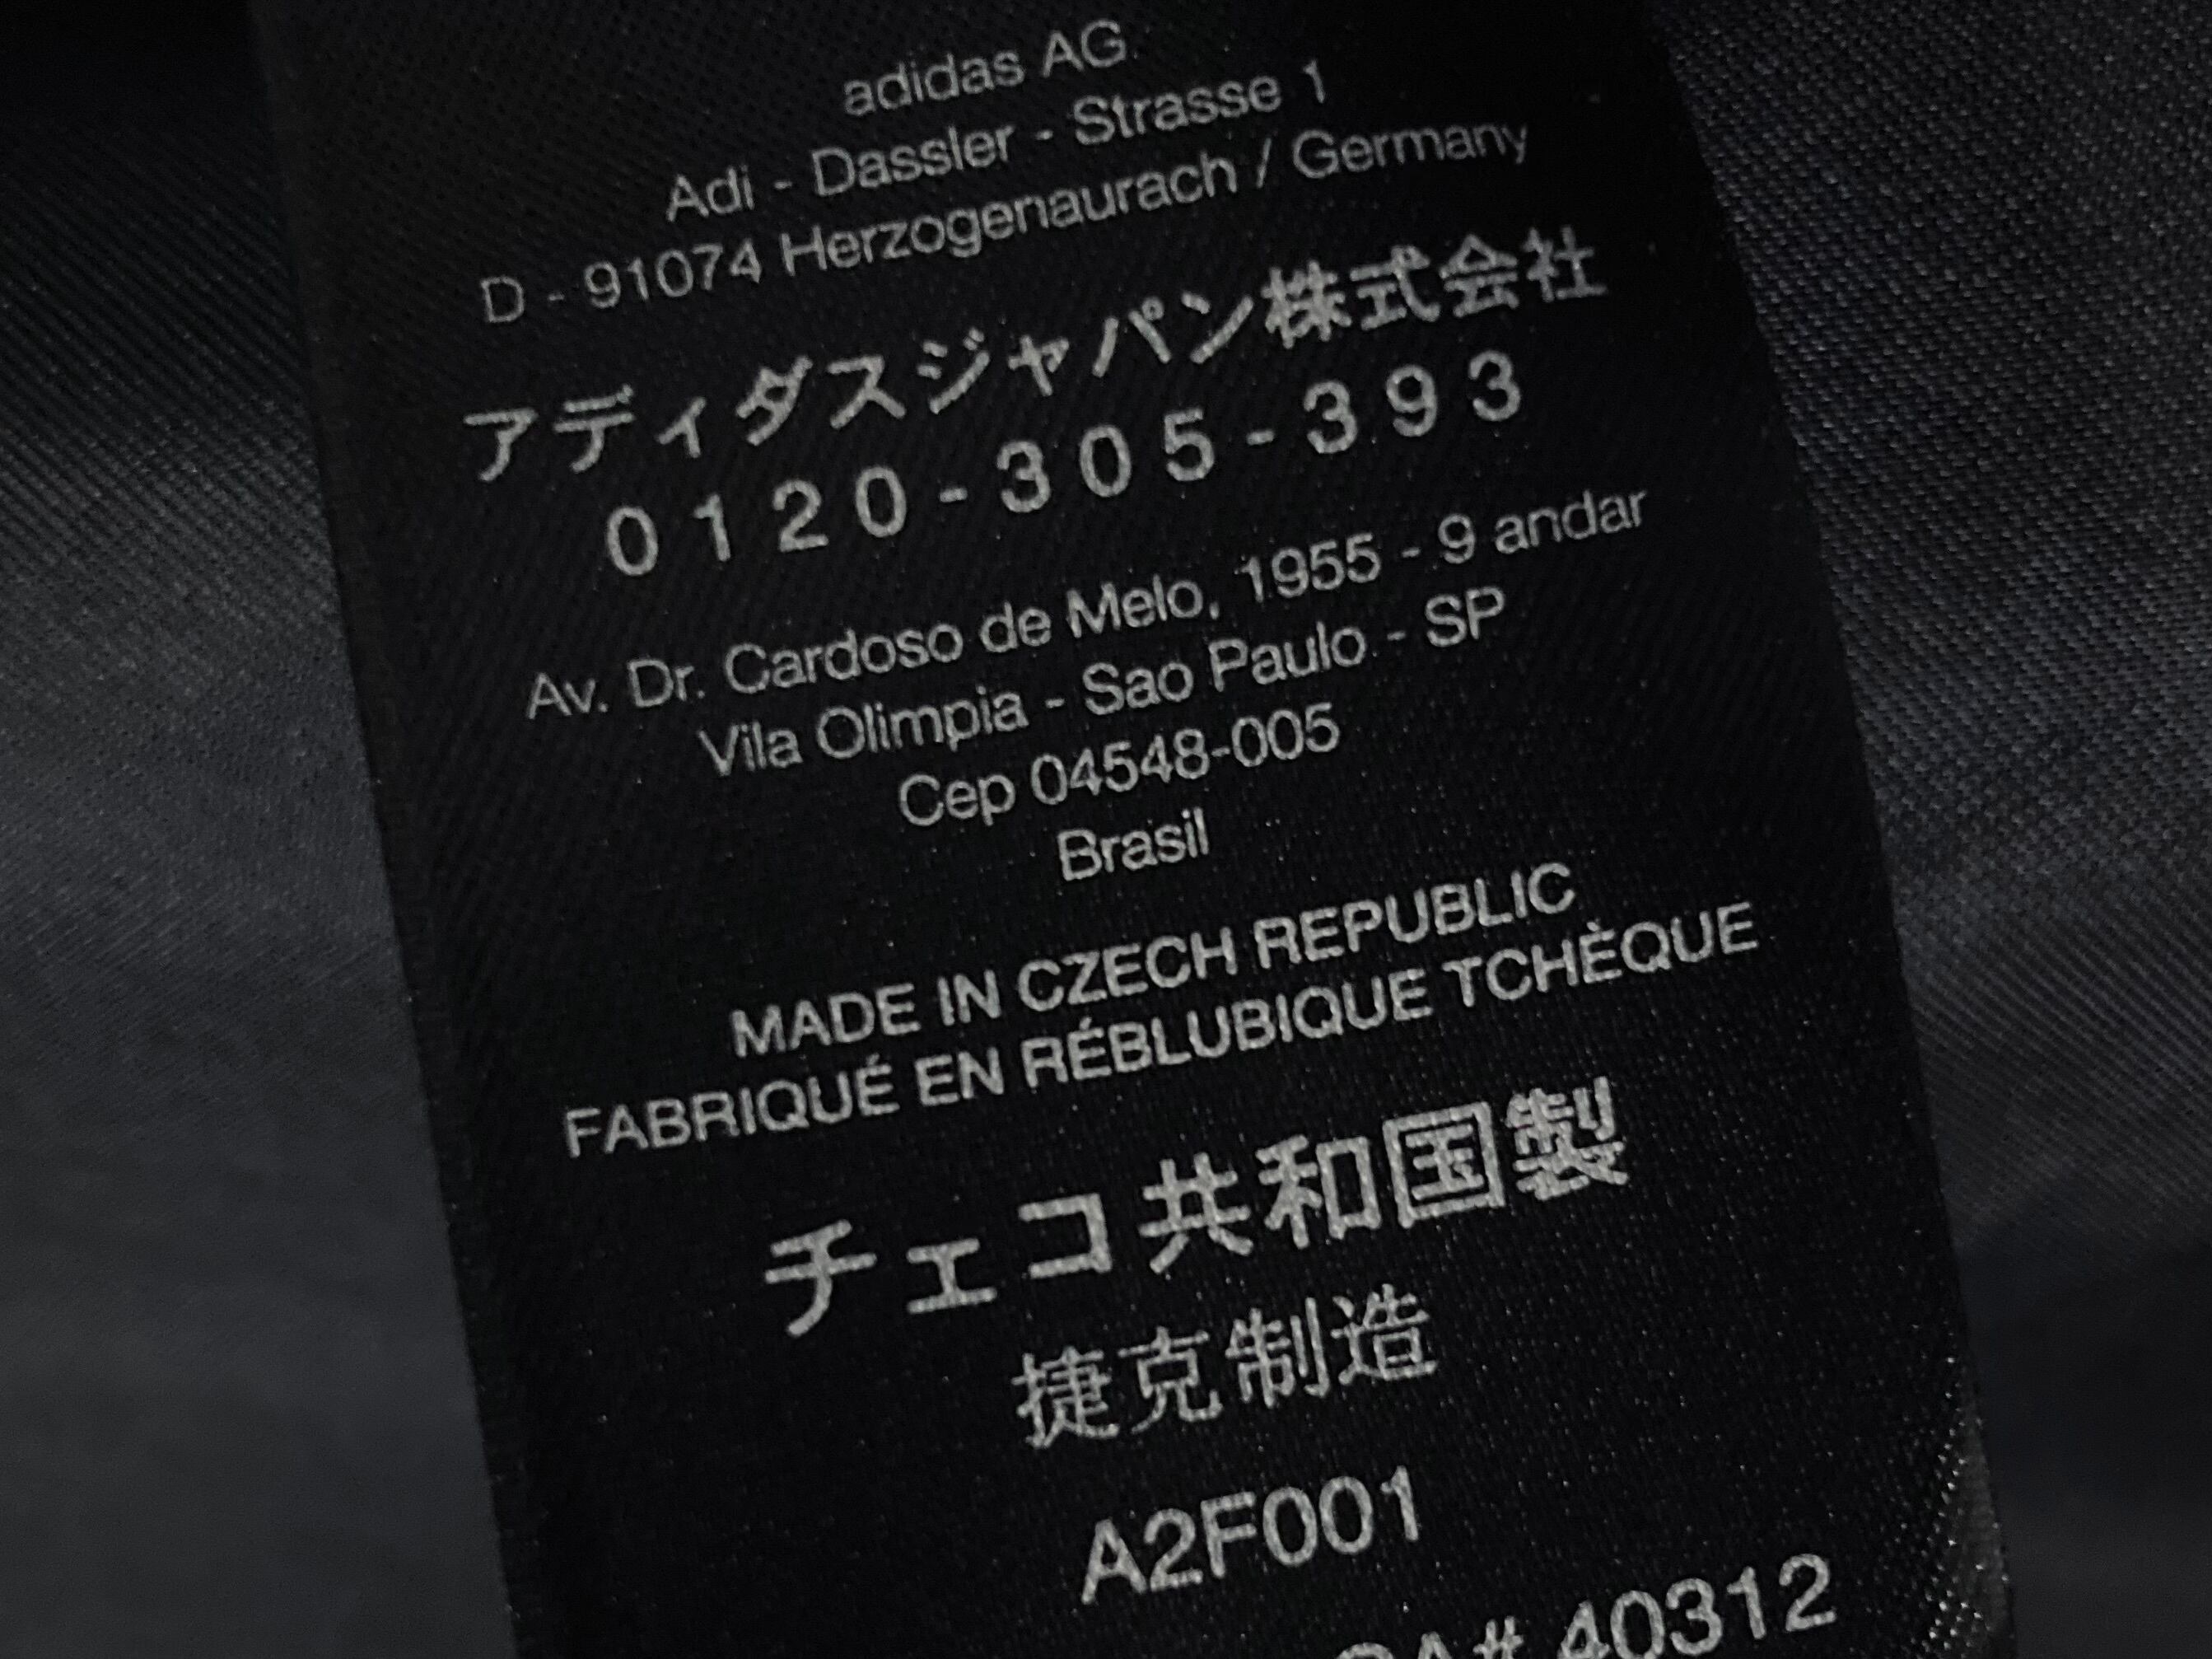 adidas AG
Adi - Dassler - Strasse 1
D - 91074 Herzogenaurach / Germany
アディダスジャパン株式会社
0120-305-393
Av. Dr. Cardoso de Melo, 1955 - 9 andar
Vila Olimpia - Sao Paulo - SP
Cep 04548-005
Brasil
MADE IN CZECH REPUBLIC
FABRIQUÉ EN RÉBLUBIQUE TCHÈQUE
チェコ共和国製
捷克制造
A2F001
CA# 40312